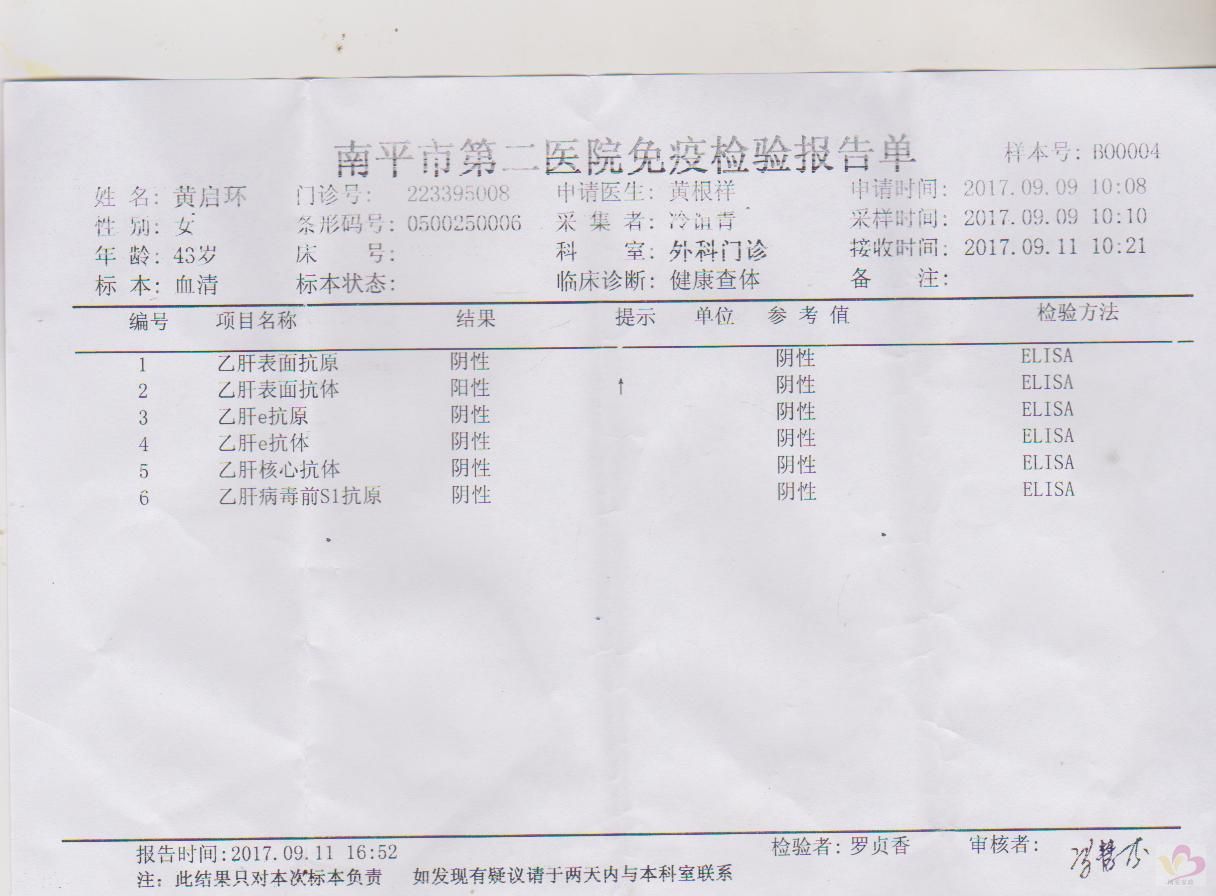 南平市第二医院免疫检验报告单 样本号: B00004
姓 名: 黄启环 门诊号: 223395008 申请医生: 黄根祥 申请时间: 2017.09.09 10:08
性 别: 女 条形码号: 0500250006 采 集 者: 冷谊青 采样时间: 2017.09.09 10:10
年 龄: 43岁 床 号: 科 室: 外科门诊 接收时间: 2017.09.11 10:21
标 本: 血清 标本状态: 临床诊断: 健康查体 备 注:
编号 项目名称 结果 提示 单位 参 考 值 检验方法
1 乙肝表面抗原 阴性 阴性 ELISA
2 乙肝表面抗体 阳性 ↑ 阴性 ELISA
3 乙肝e抗原 阴性 阴性 ELISA
4 乙肝e抗体 阴性 阴性 ELISA
5 乙肝核心抗体 阴性 阴性 ELISA
6 乙肝病毒前S1抗原 阴性 阴性 ELISA
报告时间:2017.09.11 16:52 检验者: 罗贞香 审核者:
注: 此结果只对本次标本负责 如发现有疑议请于两天内与本科室联系